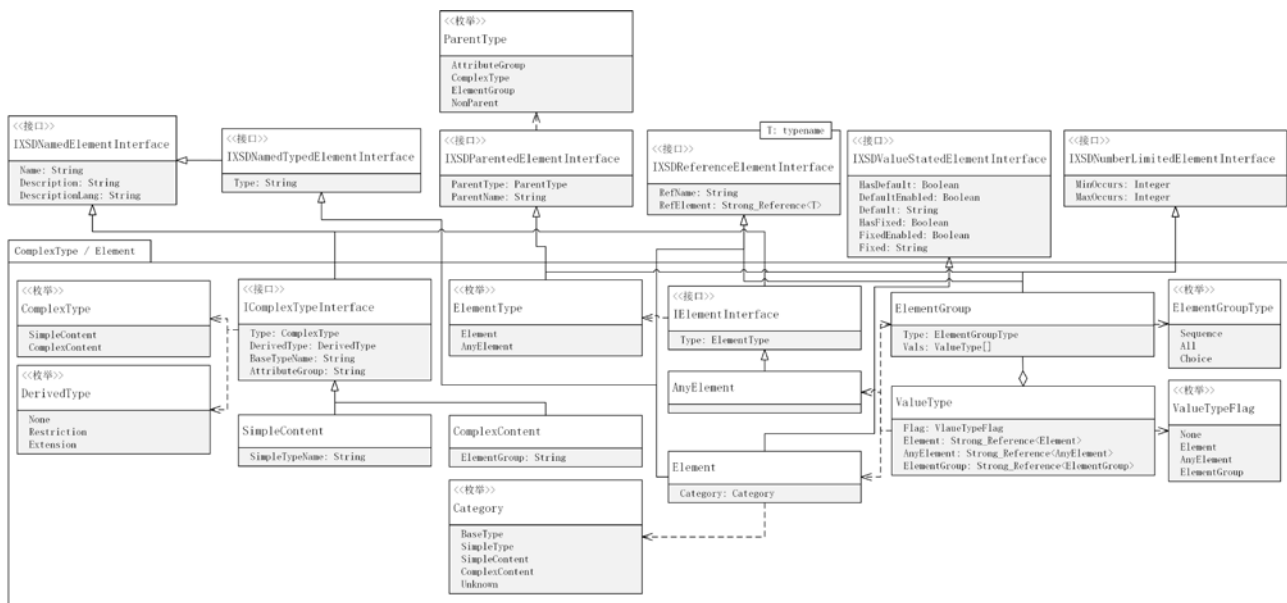 <<枚举>>
ParentType
AttributeGroup
ComplexType
ElementGroup
NonParent
<<接口>>
IXSDNamedElementInterface
Name: String
Description: String
DescriptionLang: String
<<接口>>
IXSDNamedTypedElementInterface
Type: String
<<接口>>
IXSDParentedElementInterface
ParentType: ParentType
ParentName: String
T: typename
<<接口>>
IXSDReferenceElementInterface
RefName: String
RefElement: Strong_Reference<T>
<<接口>>
IXSDValueStatedElementInterface
HasDefault: Boolean
DefaultEnabled: Boolean
Default: String
HasFixed: Boolean
FixedEnabled: Boolean
Fixed: String
<<接口>>
IXSDNumberLimitedElementInterface
MinOccurs: Integer
MaxOccurs: Integer
ComplexType / Element
<<枚举>>
ComplexType
SimpleContent
ComplexContent
<<接口>>
IComplexTypeInterface
Type: ComplexType
DerivedType: DerivedType
BaseTypeName: String
AttributeGroup: String
<<枚举>>
ElementType
Element
AnyElement
<<接口>>
IElementInterface
Type: ElementType
ElementGroup
Type: ElementGroupType
Vals: ValueType[]
<<枚举>>
ElementGroupType
Sequence
All
Choice
<<枚举>>
DerivedType
None
Restriction
Extension
AnyElement
ValueType
Flag: VlaueTypeFlag
Element: Strong_Reference<Element>
AnyElement: Strong_Reference<AnyElement>
ElementGroup: Strong_Reference<ElementGroup>
<<枚举>>
ValueTypeFlag
None
Element
AnyElement
ElementGroup
SimpleContent
SimpleTypeName: String
ComplexContent
ElementGroup: String
Element
Category: Category
<<枚举>>
Category
BaseType
SimpleType
SimpleContent
ComplexContent
Unknown